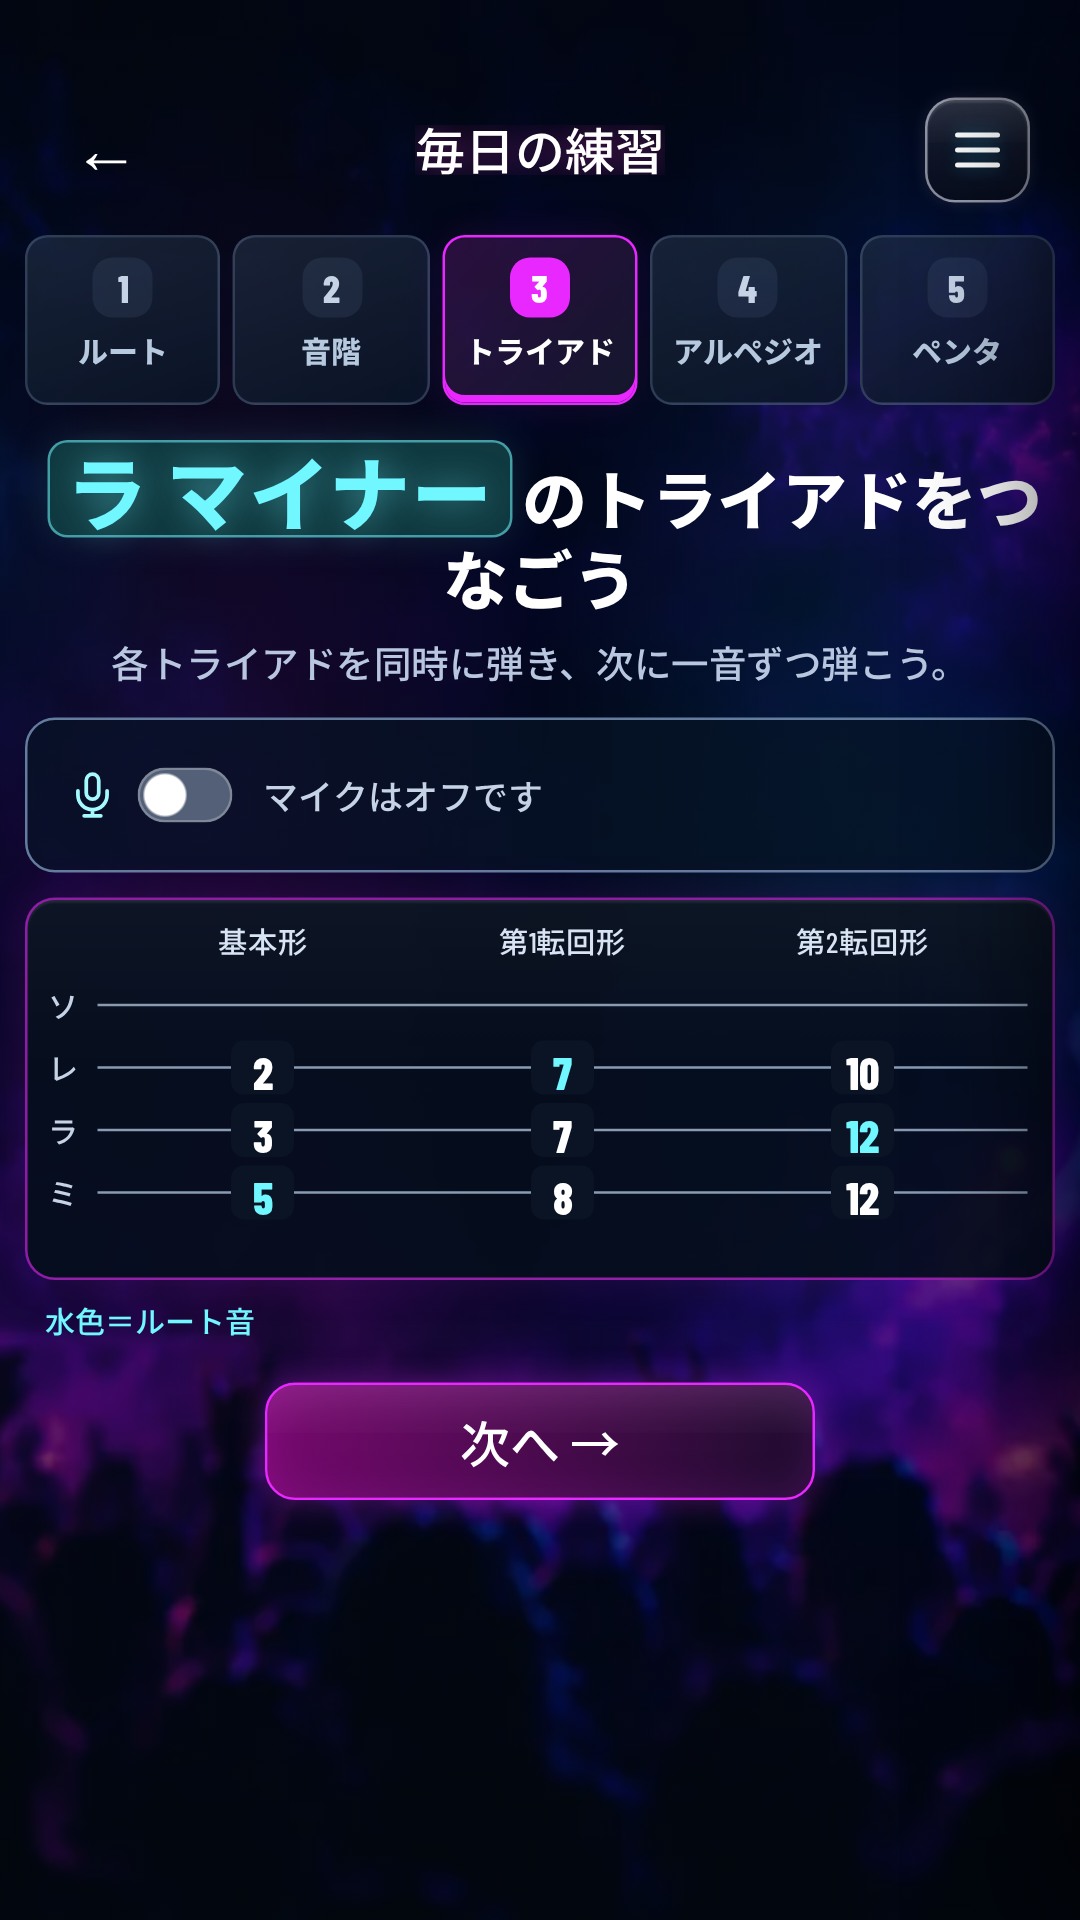 ← 毎日の練習
1 2 3 4 5
ルート 音階 トライアド アルペジオ ペンタ
ラ マイナー のトライアドをつ
なごう
各トライアドを同時に弾き、次に一音ずつ弾こう。
マイクはオフです
基本形 第1転回形 第2転回形
ソ
レ 2 7 10
ラ 3 7 12
ミ 5 8 12
水色＝ルート音
次へ →